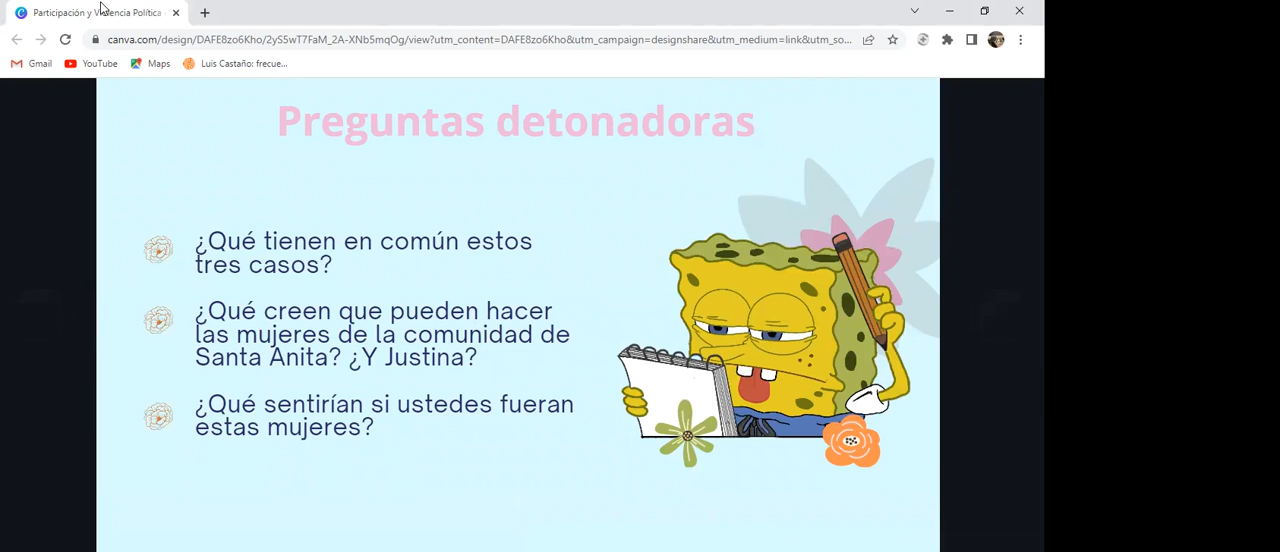 Participación y Violencia Política
canva.com/design/DAFE8zo6Kho/2yS5wT7FaM_2A-XNb5mqOg/view?utm_content=DAFE8zo6Kho&utm_campaign=designshare&utm_medium=link&utm_so...
Gmail YouTube Maps Luis Castaño: frecue...
Preguntas detonadoras
¿Qué tienen en común estos
tres casos?
¿Qué creen que pueden hacer
las mujeres de la comunidad de
Santa Anita? ¿Y Justina?
¿Qué sentirían si ustedes fueran
estas mujeres?